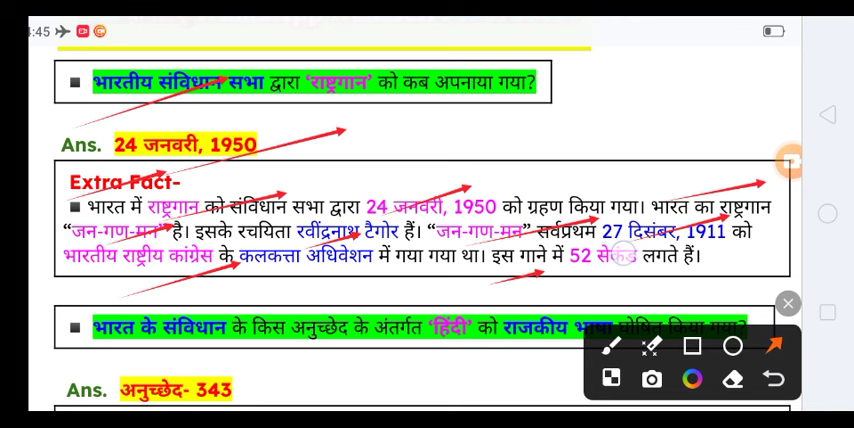 :45
■ भारतीय संविधान सभा द्वारा ‘राष्ट्रगान’ को कब अपनाया गया?
Ans. 24 जनवरी, 1950
Extra Fact-
■ भारत में राष्ट्रगान को संविधान सभा द्वारा 24 जनवरी, 1950 को ग्रहण किया गया। भारत का राष्ट्रगान
“जन-गण-मन” है। इसके रचयिता रवींद्रनाथ टैगोर हैं। “जन-गण-मन” सर्वप्रथम 27 दिसंबर, 1911 को
भारतीय राष्ट्रीय कांग्रेस के कलकत्ता अधिवेशन में गया गया था। इस गाने में 52 सेकंड लगते हैं।
■ भारत के संविधान के किस अनुच्छेद के अंतर्गत ‘हिंदी’ को राजकीय भाषा घोषित किया गया?
Ans. अनुच्छेद- 343